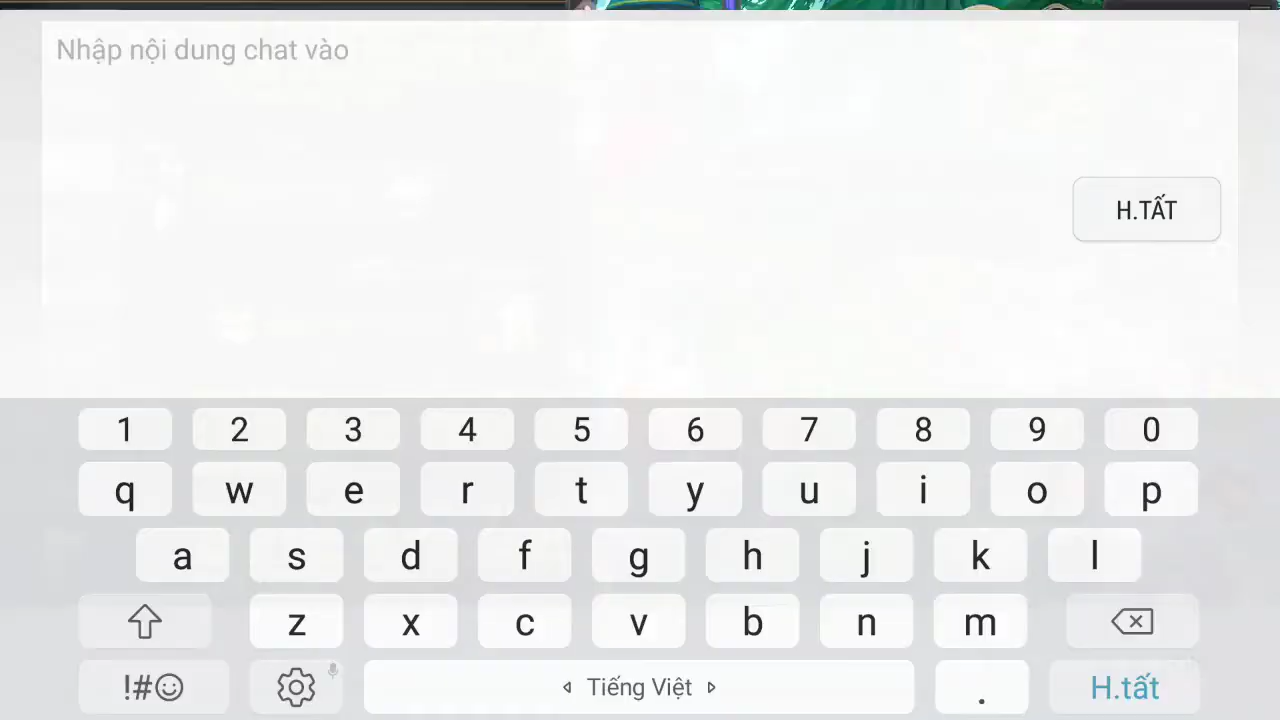 Nhập nội dung chat vào
H.TẤT
1 2 3 4 5 6 7 8 9 0
q w e r t y u i o p
a s d f g h j k l
z x c v b n m
!#☺ Tiếng Việt . H.tất